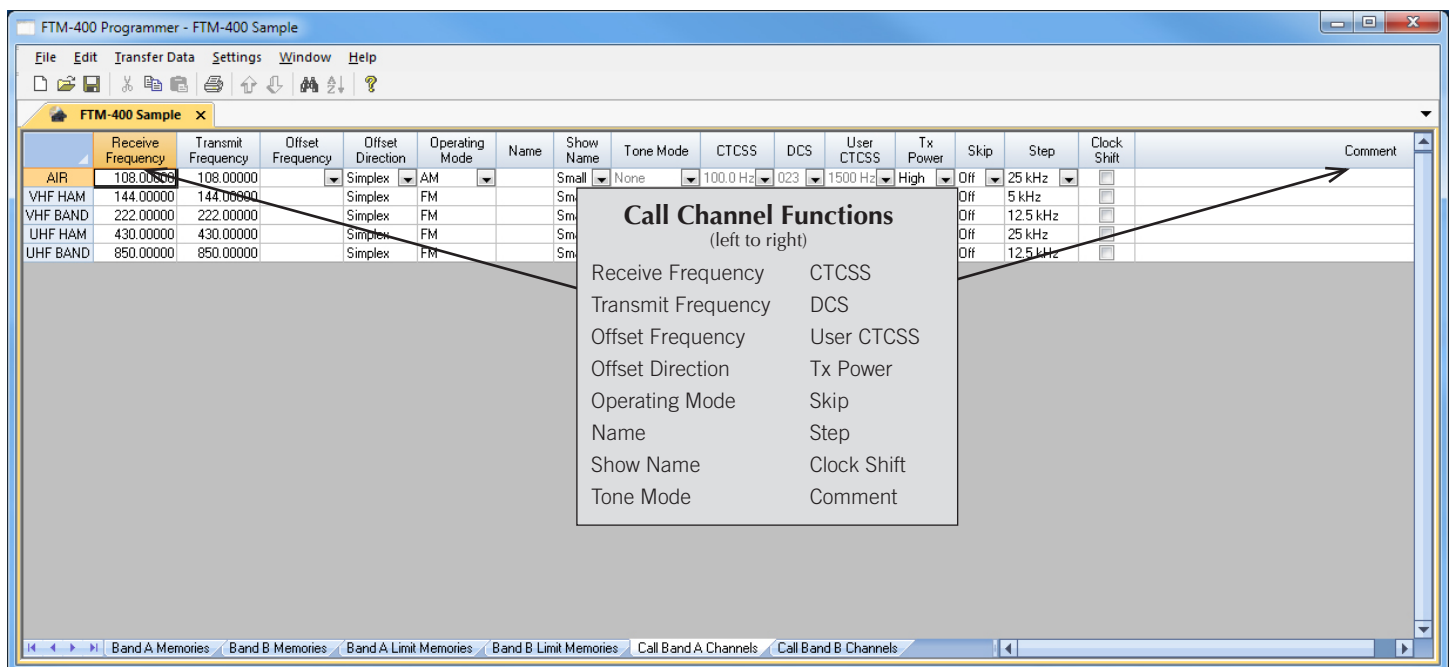 FTM-400 Programmer - FTM-400 Sample
File Edit Transfer Data Settings Window Help
FTM-400 Sample
Receive Frequency Transmit Frequency Offset Frequency Offset Direction Operating Mode Name Show Name Tone Mode CTCSS DCS User CTCSS Tx Power Skip Step Clock Shift Comment
AIR 108.00000 108.00000 Simplex AM Small None 100.0 Hz 023 1500 Hz High Off 25 kHz
VHF HAM 144.00000 144.00000 Simplex FM Off 5 kHz
VHF BAND 222.00000 222.00000 Simplex FM Off 12.5 kHz
UHF HAM 430.00000 430.00000 Simplex FM Off 25 kHz
UHF BAND 850.00000 850.00000 Simplex FM Off 12.5 kHz
Call Channel Functions
(left to right)
Receive Frequency CTCSS
Transmit Frequency DCS
Offset Frequency User CTCSS
Offset Direction Tx Power
Operating Mode Skip
Name Step
Show Name Clock Shift
Tone Mode Comment
Band A Memories Band B Memories Band A Limit Memories Band B Limit Memories Call Band A Channels Call Band B Channels